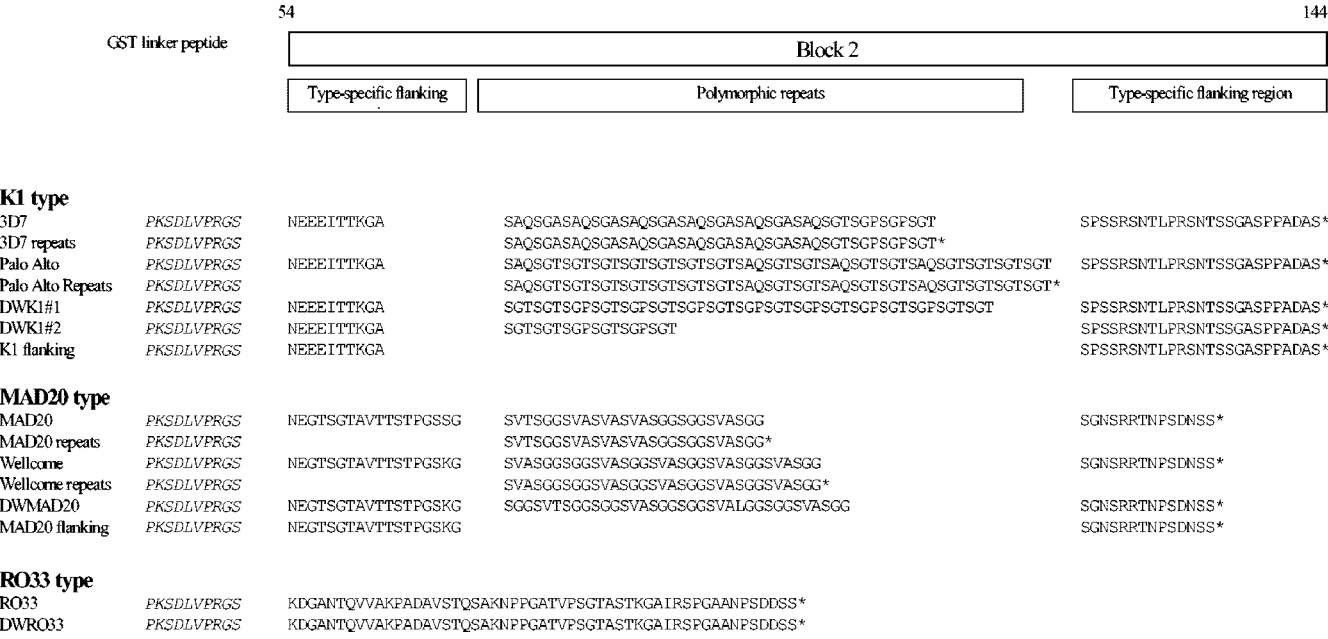 54 144
GST linker peptide Block 2
Type-specific flanking Polymorphic repeats Type-specific flanking region
K1 type
3D7 PKSDLVPRGS NEEEITTKGA SAQSGASAQSGASAQSGASAQSGASAQSGASAQSGTSGPSGPSGT SPSSRSNTLPRSNTSSGASPPADAS*
3D7 repeats PKSDLVPRGS SAQSGASAQSGASAQSGASAQSGASAQSGASAQSGTSGPSGPSGT*
Palo Alto PKSDLVPRGS NEEEITTKGA SAQSGTSGTSGTSGTSGTSGTSGTSAQSGTSGTSAQSGTSGTSAQSGTSGTSGTSGT SPSSRSNTLPRSNTSSGASPPADAS*
Palo Alto Repeats PKSDLVPRGS SAQSGTSGTSGTSGTSGTSGTSGTSAQSGTSGTSAQSGTSGTSAQSGTSGTSGTSGT*
DWK1#1 PKSDLVPRGS NEEEITTKGA SGTSGTSGPSGTSGPSGTSGPSGTSGPSGTSGPSGTSGPSGTSGTSGT SPSSRSNTLPRSNTSSGASPPADAS*
DWK1#2 PKSDLVPRGS NEEEITTKGA SGTSGTSGPSGTSGPSGT SPSSRSNTLPRSNTSSGASPPADAS*
K1 flanking PKSDLVPRGS NEEEITTKGA SPSSRSNTLPRSNTSSGASPPADAS*
MAD20 type
MAD20 PKSDLVPRGS NEGTSGTAVTTSTPGSSG SVTSGGSVASVASVASGGSGGSVASGG SGNSRRTNPSDNSS*
MAD20 repeats PKSDLVPRGS SVTSGGSVASVASVASGGSGGSVASGG*
Wellcome PKSDLVPRGS NEGTSGTAVTTSTPGSKG SVASGGSGGSVASGGSVASGGSVASGGSVASGG SGNSRRTNPSDNSS*
Wellcome repeats PKSDLVPRGS SVASGGSGGSVASGGSVASGGSVASGGSVASGG*
DWMAD20 PKSDLVPRGS NEGTSGTAVTTSTPGSKG SGGSVTSGGSGGSVASGGSGGSVALGGSGGSVASGG SGNSRRTNPSDNSS*
MAD20 flanking PKSDLVPRGS NEGTSGTAVTTSTPGSKG SGNSRRTNPSDNSS*
RO33 type
RO33 PKSDLVPRGS KDGANTQVVAKPADAVSTQSAKNPPGATVPSGTASTKGAIRSPGAANPSDDSS*
DWRO33 PKSDLVPRGS KDGANTQVVAKPADAVSTQSAKNPPGATVPSGTASTKGAIRSPGAANPSDDSS*